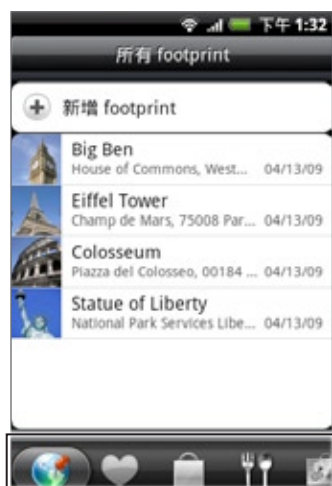 下午 1:32
所有 footprint
新增 footprint
Big Ben
House of Commons, West... 04/13/09
Eiffel Tower
Champ de Mars, 75008 Par... 04/13/09
Colosseum
Piazza del Colosseo, 00184 ... 04/13/09
Statue of Liberty
National Park Services Libe... 04/13/09